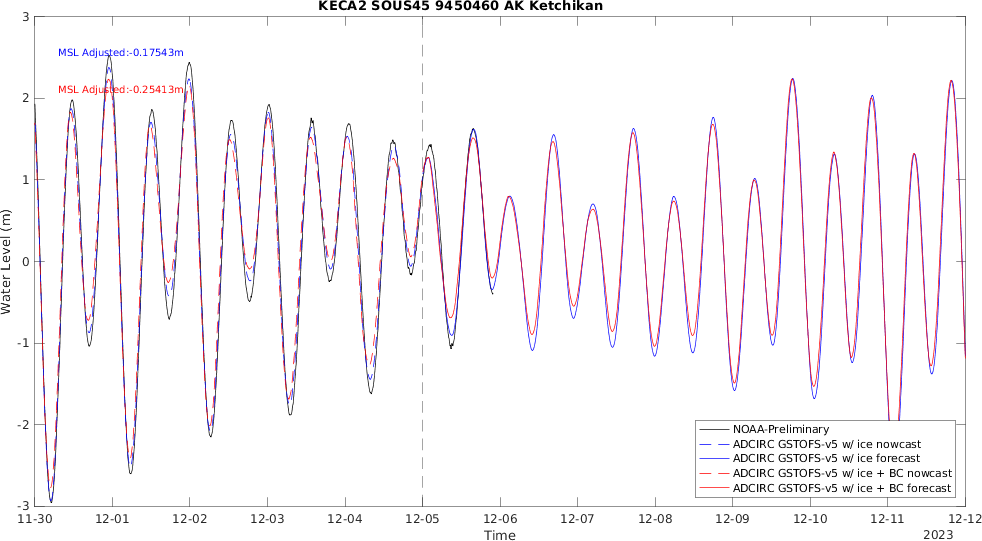 KECA2 SOUS45 9450460 AK Ketchikan
3
2
1
0
-1
-2
-3
Water Level (m)
MSL Adjusted:-0.17543m
MSL Adjusted:-0.25413m
NOAA-Preliminary
ADCIRC GSTOFS-v5 w/ ice nowcast
ADCIRC GSTOFS-v5 w/ ice forecast
ADCIRC GSTOFS-v5 w/ ice + BC nowcast
ADCIRC GSTOFS-v5 w/ ice + BC forecast
11-30 12-01 12-02 12-03 12-04 12-05 12-06 12-07 12-08 12-09 12-10 12-11 12-12
Time
2023